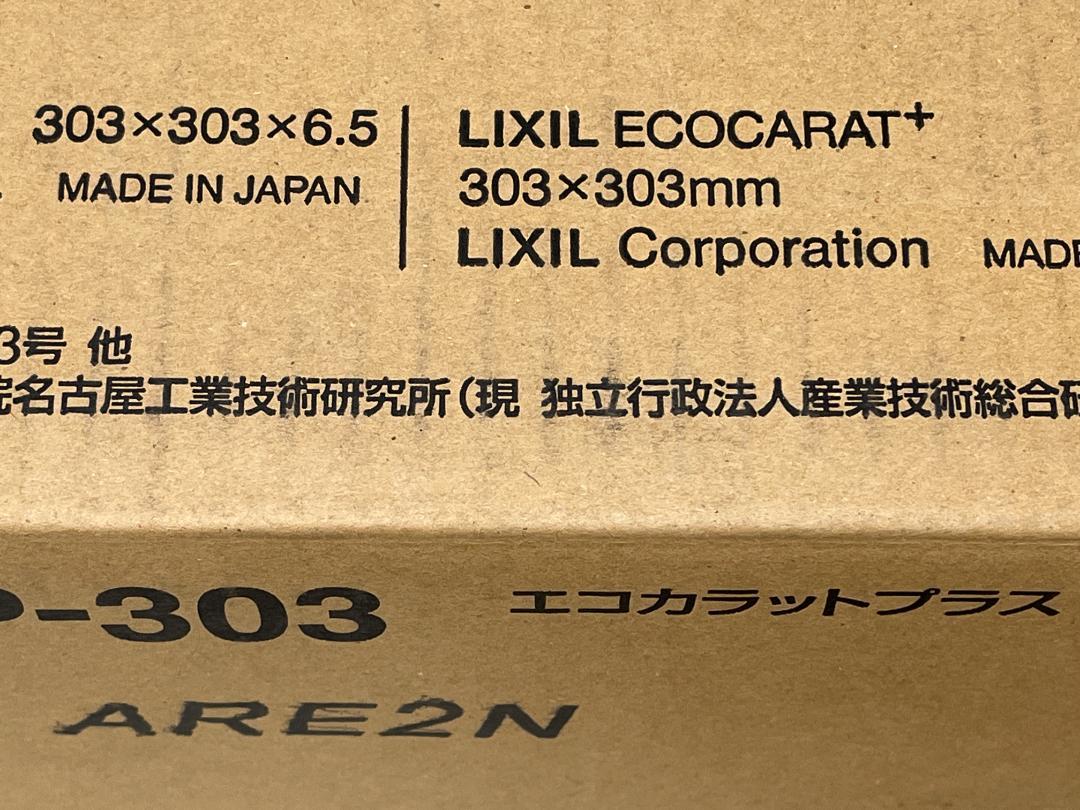 303×303×6.5
MADE IN JAPAN
LIXIL ECOCARAT+
303×303mm
LIXIL Corporation MADE
3号 他
院名古屋工業技術研究所(現 独立行政法人産業技術総合研
P-303 エコカラットプラス
ARE2N